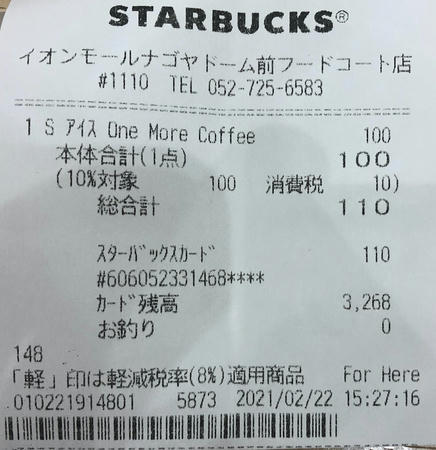 STARBUCKS®
イオンモールナゴヤドーム前フードコート店
#1110 TEL 052-725-6583
1 S ｱｲｽ One More Coffee 100
本体合計(1点) 100
(10%対象 100 消費税 10)
総合計 110
ｽﾀｰﾊﾞｯｸｽｶｰﾄﾞ 110
#606052331468****
ｶｰﾄﾞ残高 3,268
お釣り 0
148
「軽」印は軽減税率(8%)適用商品 For Here
010221914801 5873 2021/02/22 15:27:16